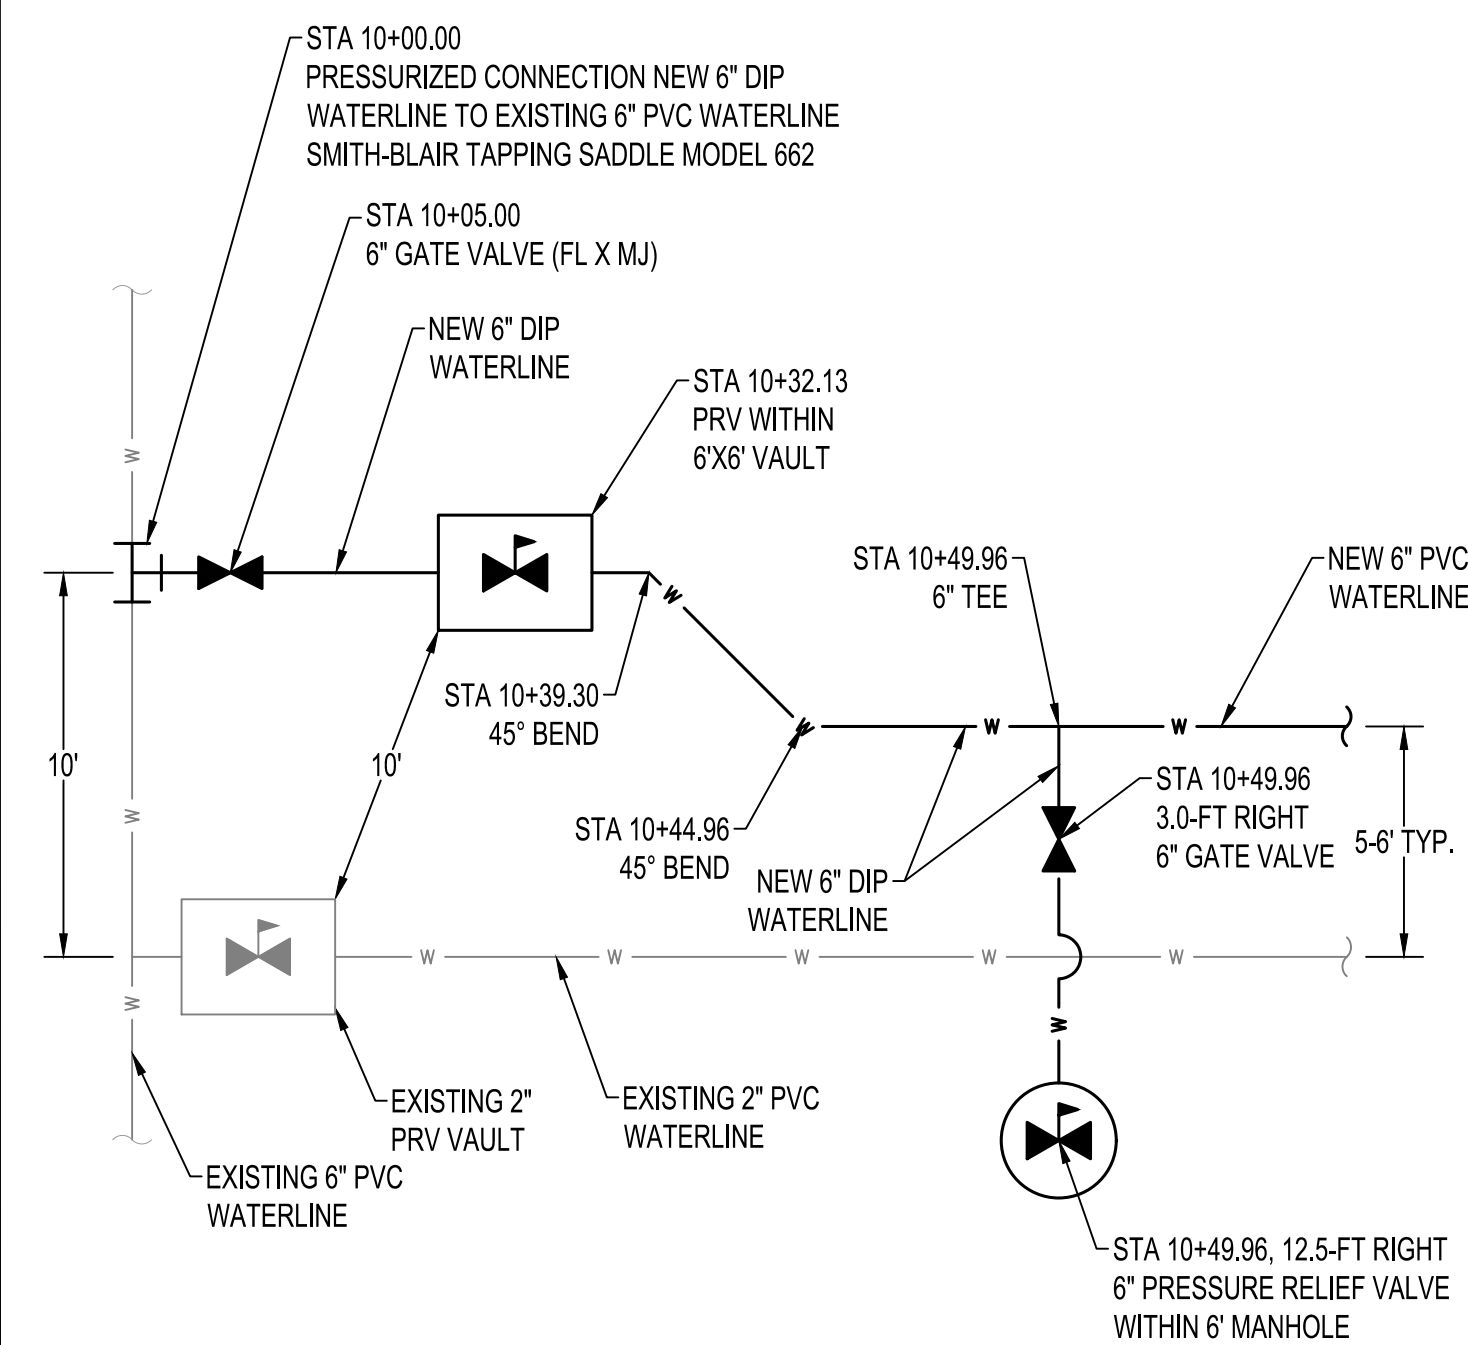 STA 10+00.00
PRESSURIZED CONNECTION NEW 6" DIP
WATERLINE TO EXISTING 6" PVC WATERLINE
SMITH-BLAIR TAPPING SADDLE MODEL 662
STA 10+05.00
6" GATE VALVE (FL X MJ)
NEW 6" DIP
WATERLINE
STA 10+32.13
PRV WITHIN
6'X6' VAULT
W
STA 10+49.96
6" TEE
NEW 6" PVC
WATERLINE
W
STA 10+39.30
45° BEND
W
W
W
10'
10'
STA 10+49.96
3.0-FT RIGHT
6" GATE VALVE
5-6' TYP.
W
STA 10+44.96
45° BEND
NEW 6" DIP
WATERLINE
W
W
W
W
W
W
W
W
EXISTING 2"
PRV VAULT
EXISTING 2" PVC
WATERLINE
EXISTING 6" PVC
WATERLINE
STA 10+49.96, 12.5-FT RIGHT
6" PRESSURE RELIEF VALVE
WITHIN 6' MANHOLE